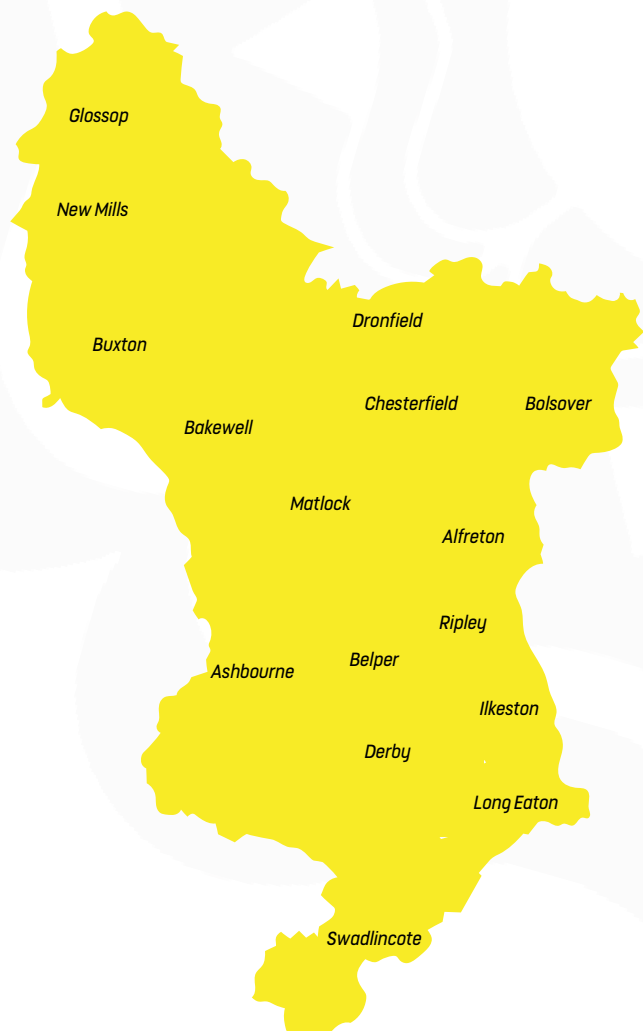 Glossop
New Mills
Dronfield
Buxton
Chesterfield
Bolsover
Bakewell
Matlock
Alfreton
Ripley
Belper
Ashbourne
Ilkeston
Derby
Long Eaton
Swadlincote